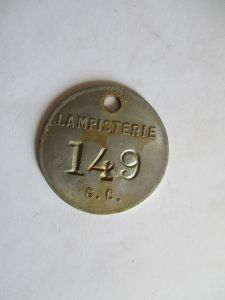 LAMPISTERIE
149
S. C.